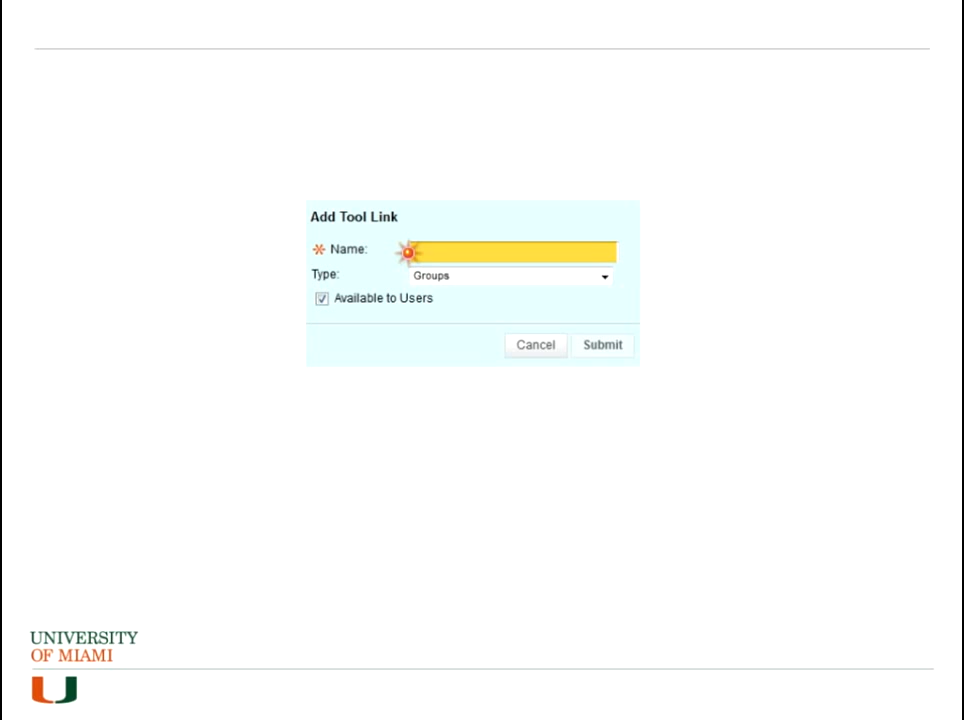 Add Tool Link
Name:
Type: Groups
Available to Users
Cancel Submit
UNIVERSITY
OF MIAMI